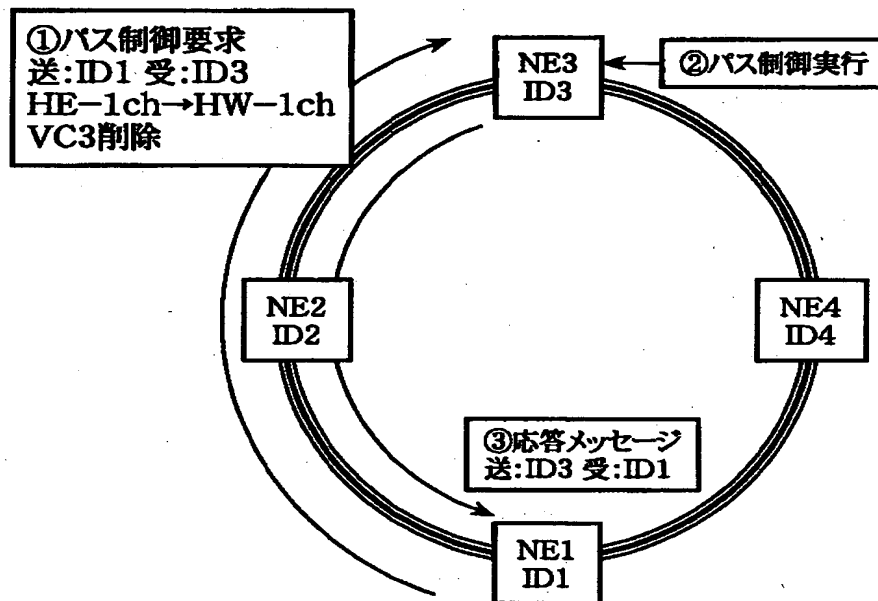 ①パス制御要求
送:ID1 受:ID3
HE-1ch→HW-1ch
VC3削除
NE3
ID3
②パス制御実行
NE2
ID2
NE4
ID4
③応答メッセージ
送:ID3 受:ID1
NE1
ID1